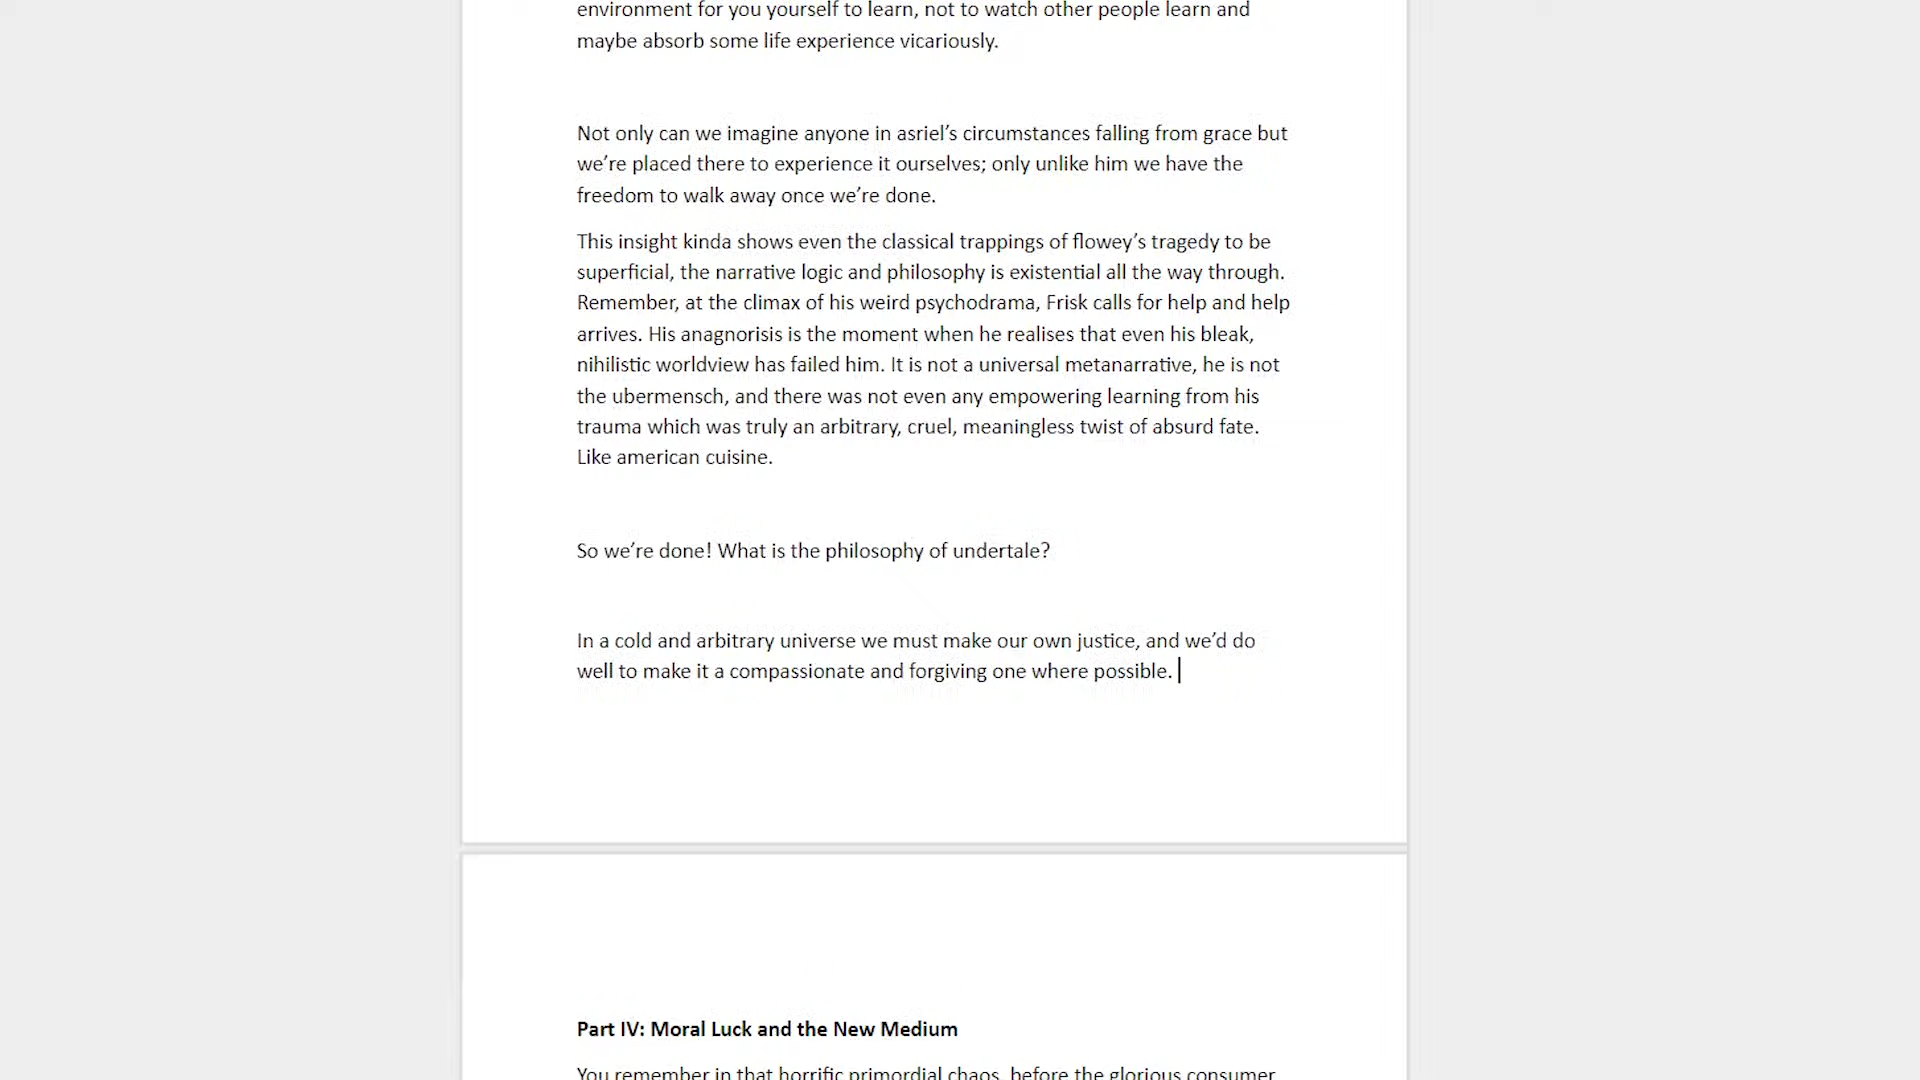 environment for you yourself to learn, not to watch other people learn and
maybe absorb some life experience vicariously.
Not only can we imagine anyone in asriel’s circumstances falling from grace but
we’re placed there to experience it ourselves; only unlike him we have the
freedom to walk away once we’re done.
This insight kinda shows even the classical trappings of flowey’s tragedy to be
superficial, the narrative logic and philosophy is existential all the way through.
Remember, at the climax of his weird psychodrama, Frisk calls for help and help
arrives. His anagnorisis is the moment when he realises that even his bleak,
nihilistic worldview has failed him. It is not a universal metanarrative, he is not
the ubermensch, and there was not even any empowering learning from his
trauma which was truly an arbitrary, cruel, meaningless twist of absurd fate.
Like american cuisine.
So we’re done! What is the philosophy of undertale?
In a cold and arbitrary universe we must make our own justice, and we’d do
well to make it a compassionate and forgiving one where possible.
Part IV: Moral Luck and the New Medium
You remember in that horrific primordial chaos, before the glorious consumer